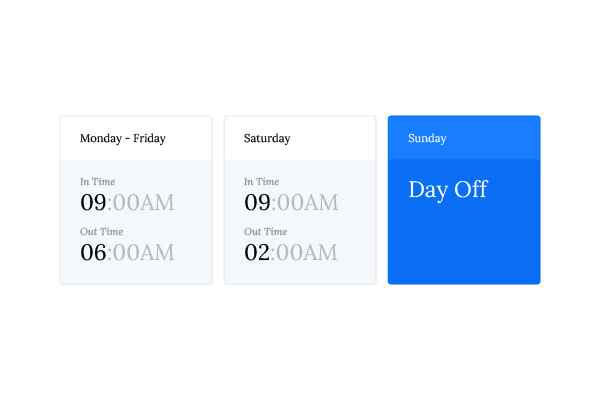 Monday - Friday
In Time
09:00AM
Out Time
06:00AM
Saturday
In Time
09:00AM
Out Time
02:00AM
Sunday
Day Off